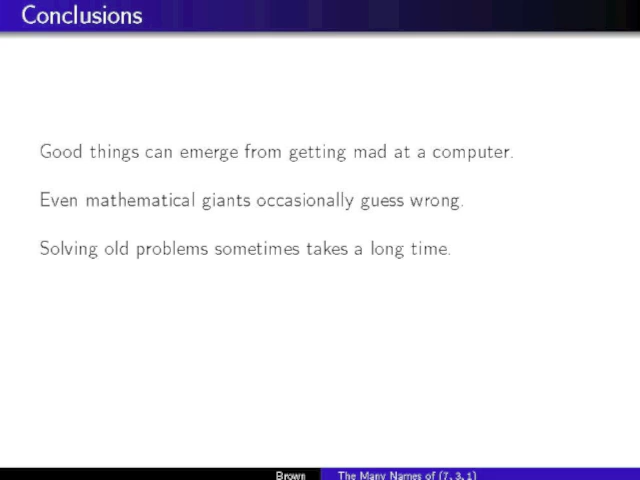 Conclusions
Good things can emerge from getting mad at a computer.
Even mathematical giants occasionally guess wrong.
Solving old problems sometimes takes a long time.
Brown
The Many Names of (7, 3, 1)